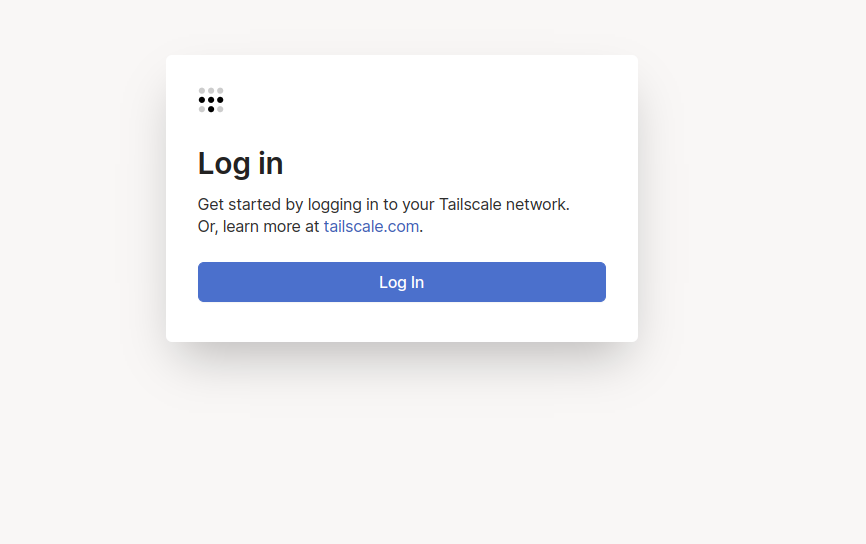 Log in
Get started by logging in to your Tailscale network.
Or, learn more at tailscale.com.
Log In